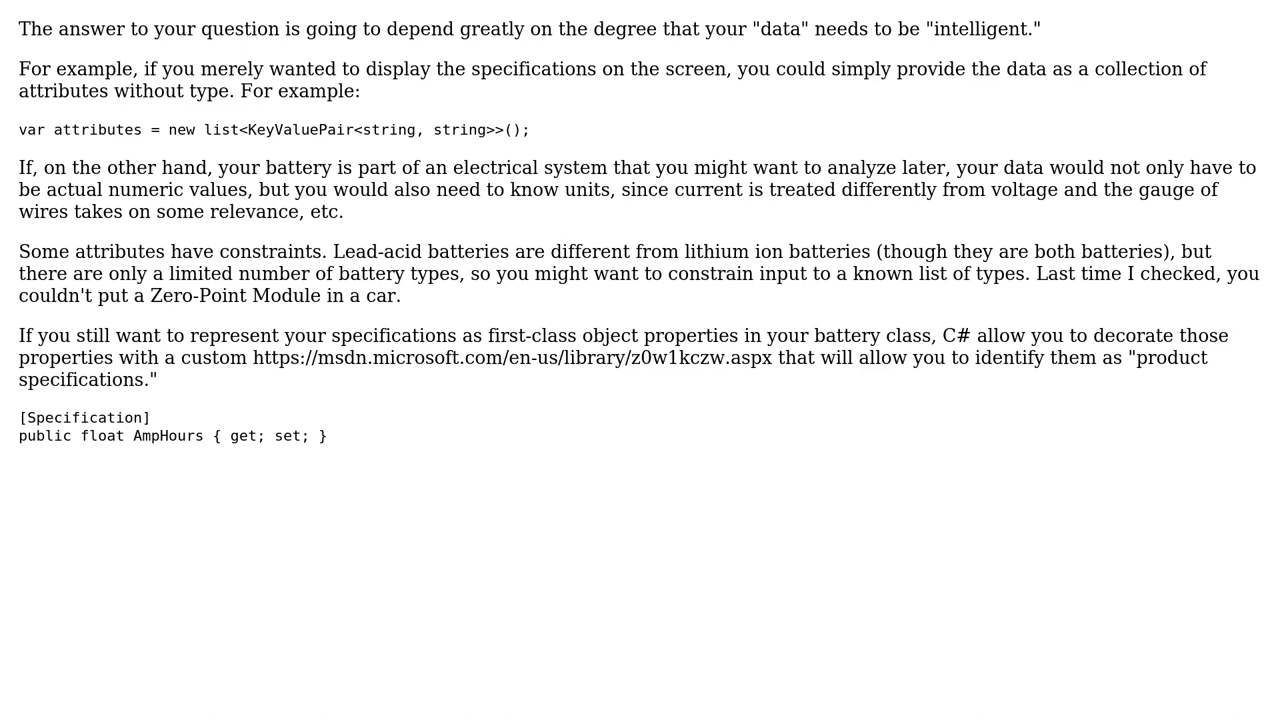 The answer to your question is going to depend greatly on the degree that your "data" needs to be "intelligent."
For example, if you merely wanted to display the specifications on the screen, you could simply provide the data as a collection of
attributes without type. For example:
var attributes = new list<KeyValuePair<string, string>>();
If, on the other hand, your battery is part of an electrical system that you might want to analyze later, your data would not only have to
be actual numeric values, but you would also need to know units, since current is treated differently from voltage and the gauge of
wires takes on some relevance, etc.
Some attributes have constraints. Lead-acid batteries are different from lithium ion batteries (though they are both batteries), but
there are only a limited number of battery types, so you might want to constrain input to a known list of types. Last time I checked, you
couldn't put a Zero-Point Module in a car.
If you still want to represent your specifications as first-class object properties in your battery class, C# allow you to decorate those
properties with a custom https://msdn.microsoft.com/en-us/library/z0w1kczw.aspx that will allow you to identify them as "product
specifications."
[Specification]
public float AmpHours { get; set; }